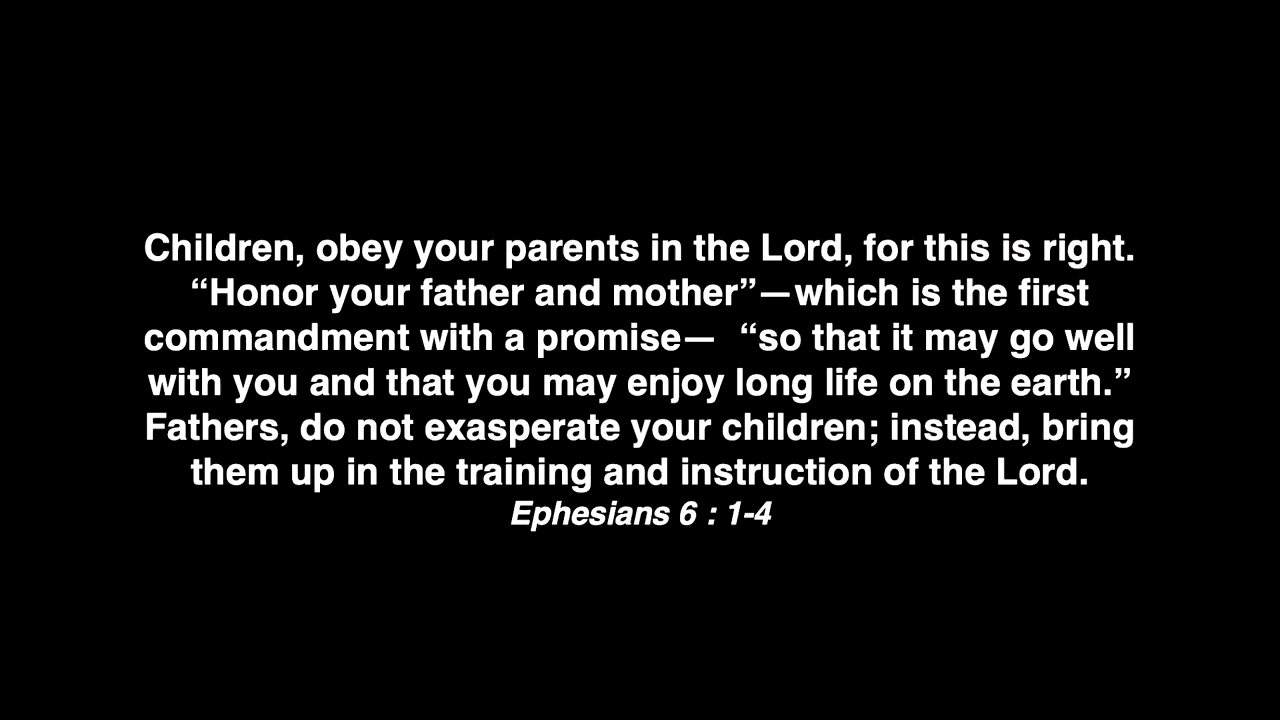 Children, obey your parents in the Lord, for this is right.
“Honor your father and mother”—which is the first
commandment with a promise—  “so that it may go well
with you and that you may enjoy long life on the earth.”
Fathers, do not exasperate your children; instead, bring
them up in the training and instruction of the Lord.
Ephesians 6 : 1-4